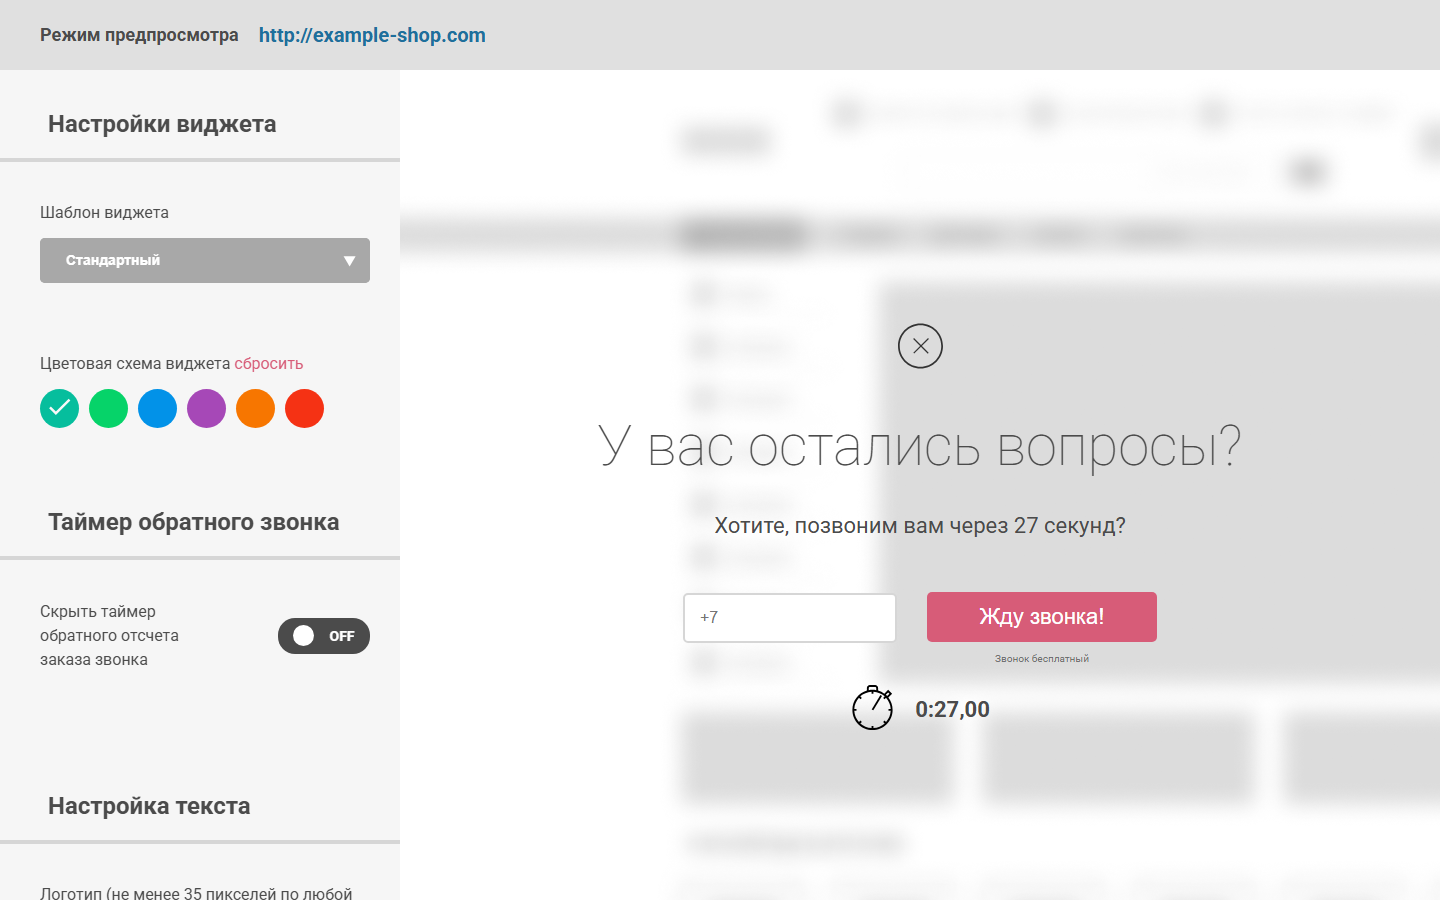 Режим предпросмотра http://example-shop.com
Настройки виджета
Шаблон виджета
Стандартный
Цветовая схема виджета сбросить
Таймер обратного звонка
Скрыть таймер
обратного отсчета
заказа звонка
OFF
Настройка текста
Логотип (не менее 35 пикселей по любой
У вас остались вопросы?
Хотите, позвоним вам через 27 секунд?
+7
Жду звонка!
Звонок бесплатный
0:27,00